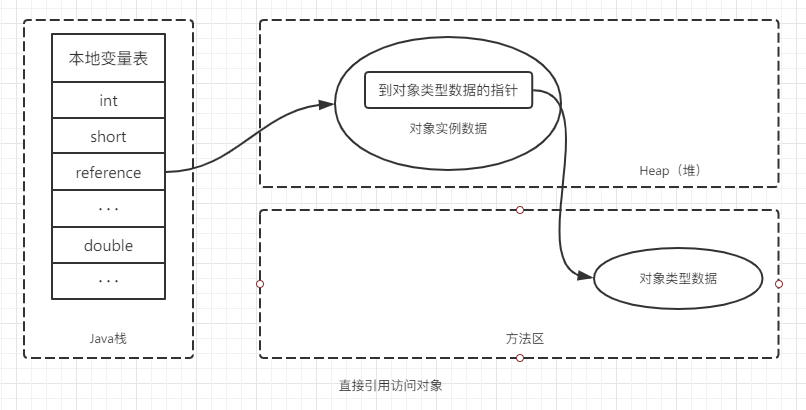 本地变量表
int
short
reference
...
double
...
Java栈
到对象类型数据的指针
对象实例数据
Heap（堆）
对象类型数据
方法区
直接引用访问对象